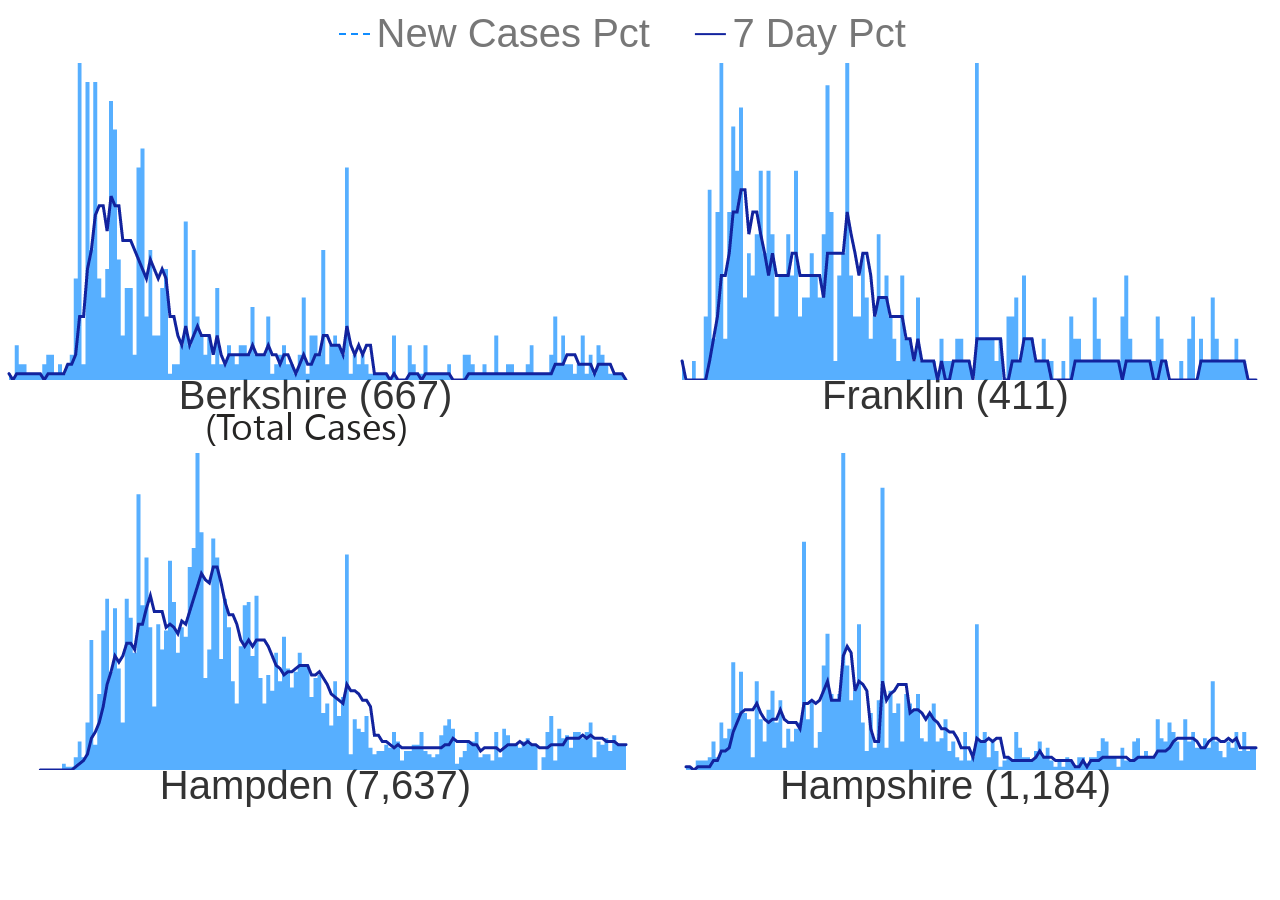 New Cases Pct 7 Day Pct
Berkshire (667) Franklin (411)
(Total Cases)
Hampden (7,637) Hampshire (1,184)